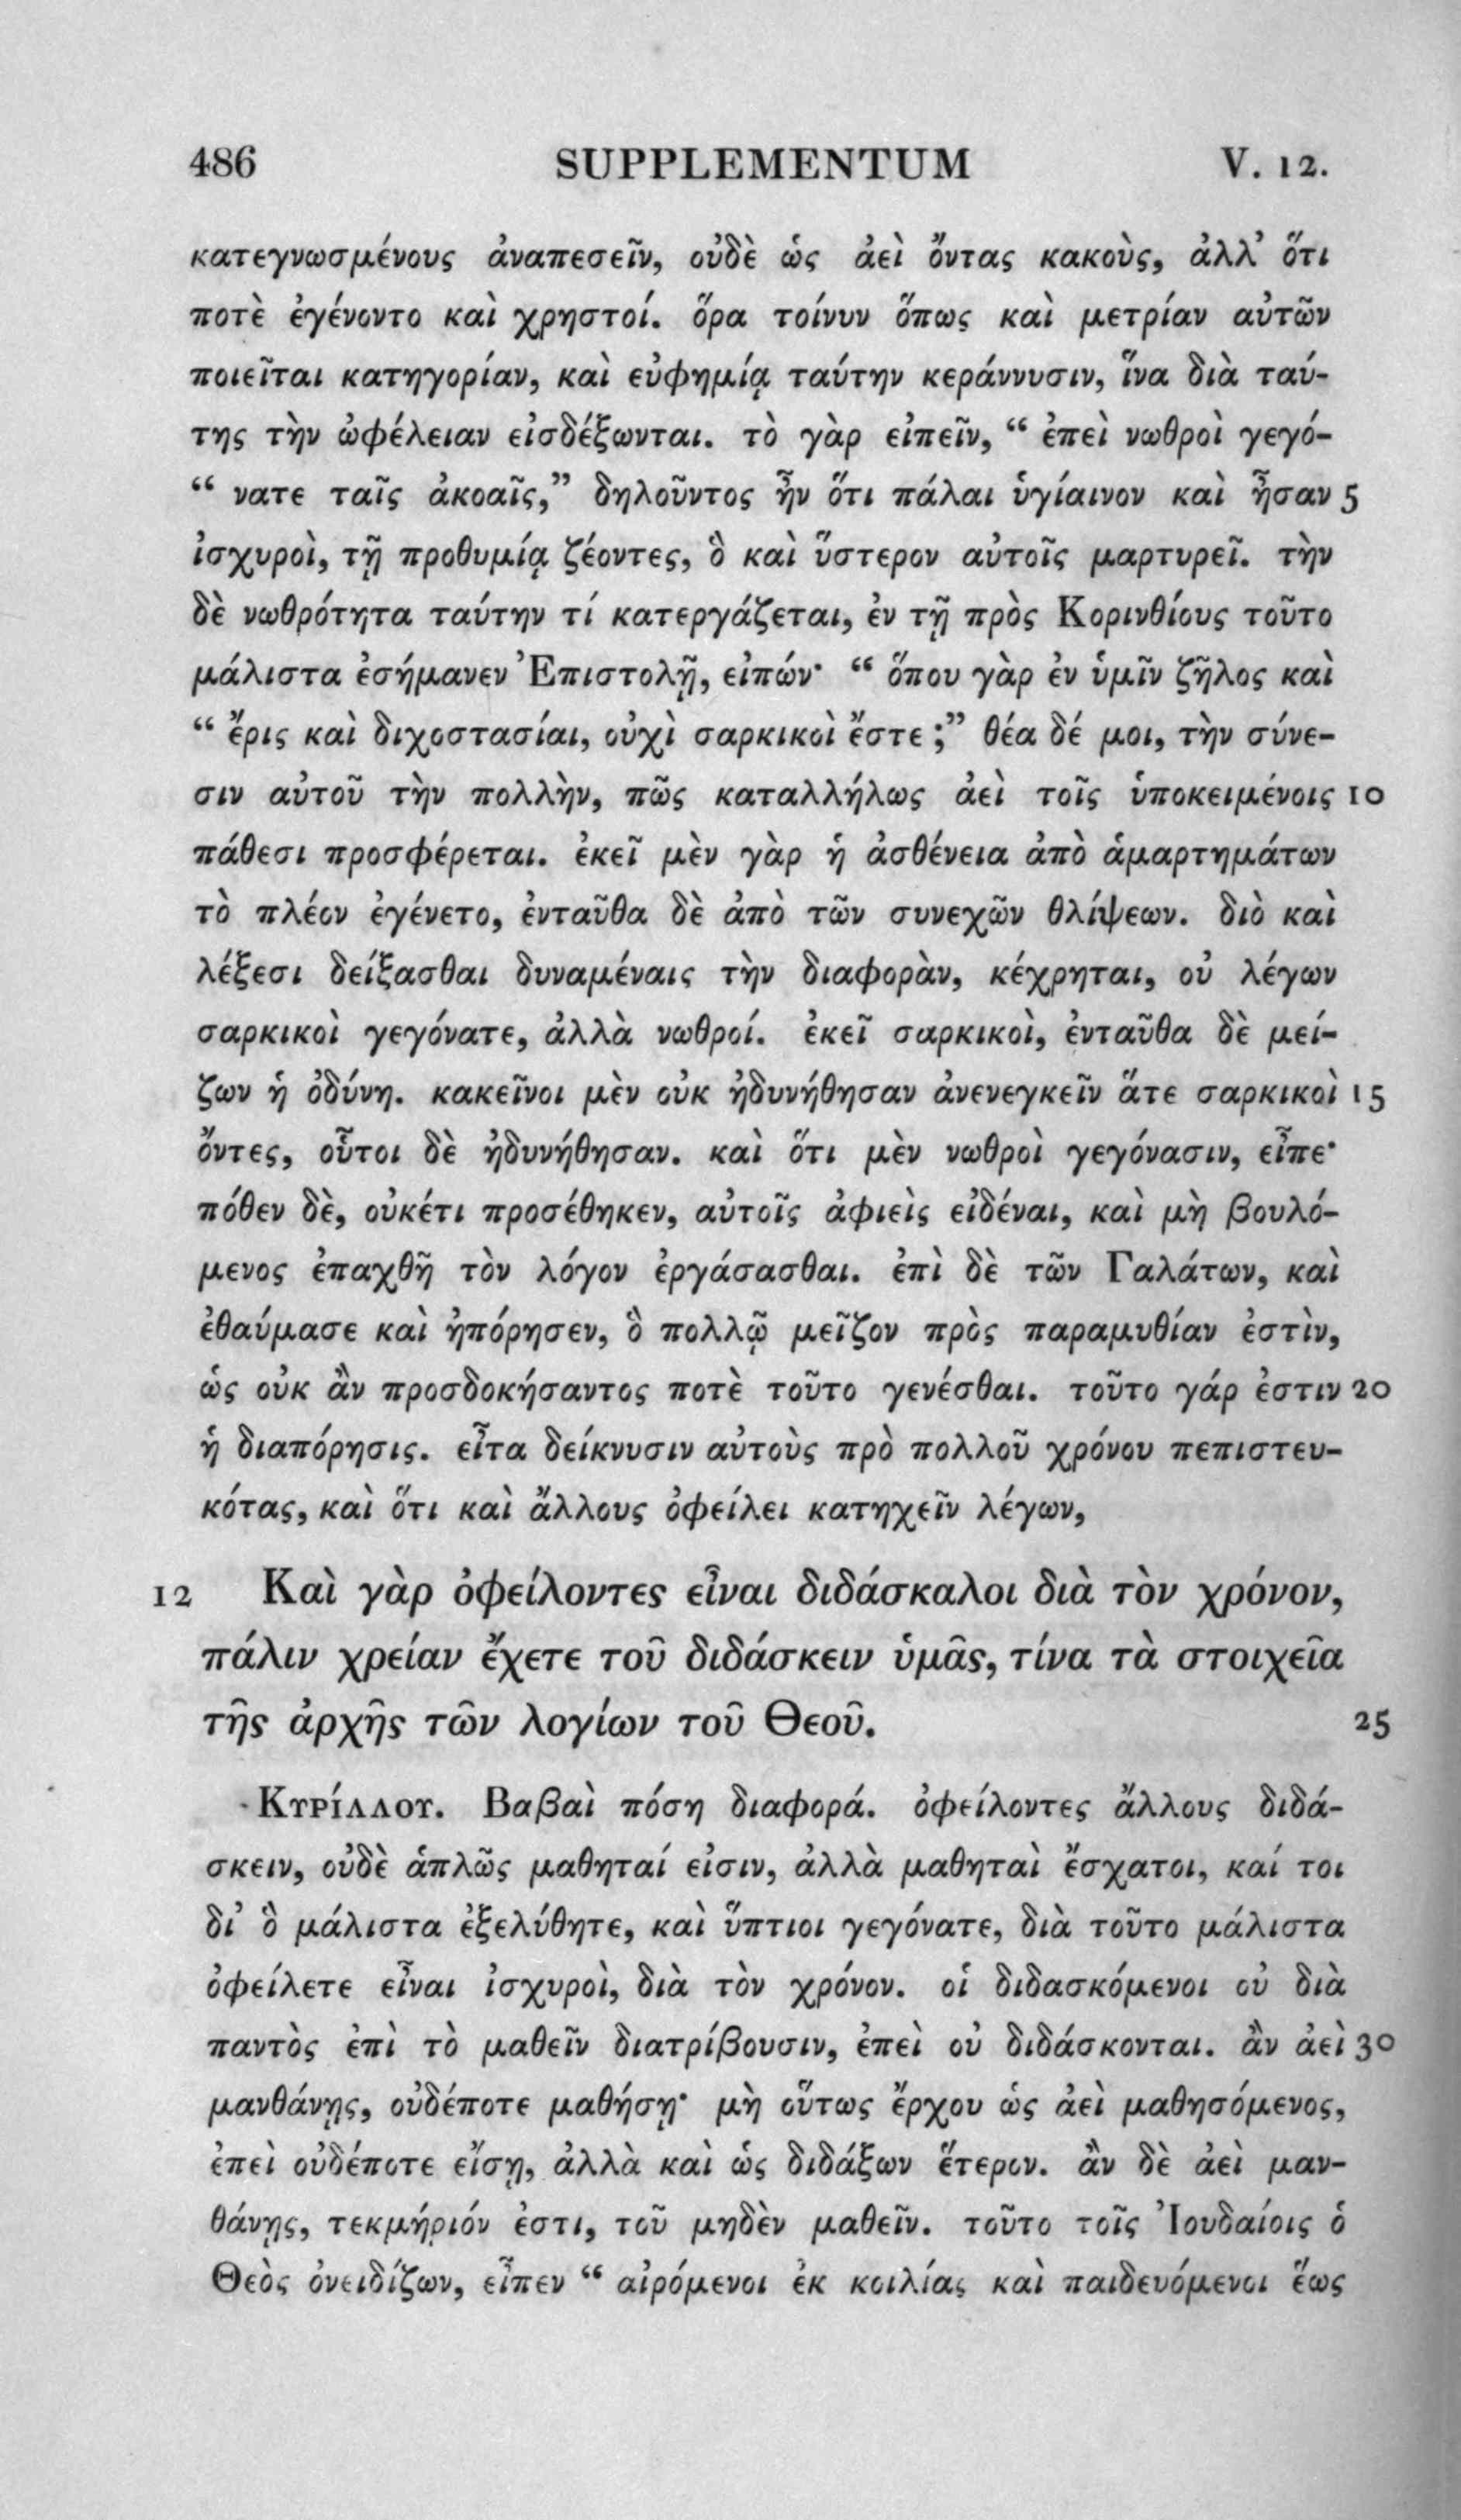 486 SUPPLEMENTUM V. 12.
κατεγνωσμένους ἀναπεσεῖν, οὐδὲ ὡς ἀεὶ ὄντας κακοὺς, ἀλλ' ὅτι
ποτὲ ἐγένοντο καὶ χρηστοί. ὅρα τοίνυν ὅπως καὶ μετρίαν αὐτῶν
ποιεῖται κατηγορίαν, καὶ εὐφημίᾳ ταύτην κεράννυσιν, ἵνα διὰ ταύ-
της τὴν ὠφέλειαν εἰσδέξωνται. τὸ γὰρ εἰπεῖν, “ ἐπεὶ νωθροὶ γεγό-
“ νατε ταῖς ἀκοαῖς,” δηλοῦντος ἦν ὅτι πάλαι ὑγίαινον καὶ ἦσαν 5
ἰσχυροὶ, τῇ προθυμίᾳ ζέοντες, ὃ καὶ ὕστερον αὐτοῖς μαρτυρεῖ. τὴν
δὲ νωθρότητα ταύτην τί κατεργάζεται, ἐν τῇ πρὸς Κορινθίους τοῦτο
μάλιστα ἐσήμανεν Ἐπιστολῇ, εἰπών· “ ὅπου γὰρ ἐν ὑμῖν ζῆλος καὶ
“ ἔρις καὶ διχοστασίαι, οὐχὶ σαρκικοὶ ἔστε ;” θέα δέ μοι, τὴν σύνε-
σιν αὐτοῦ τὴν πολλὴν, πῶς καταλλήλως ἀεὶ τοῖς ὑποκειμένοις 10
πάθεσι προσφέρεται. ἐκεῖ μὲν γὰρ ἡ ἀσθένεια ἀπὸ ἁμαρτημάτων
τὸ πλέον ἐγένετο, ἐνταῦθα δὲ ἀπὸ τῶν συνεχῶν θλίψεων. διὸ καὶ
λέξεσι δείξασθαι δυναμέναις τὴν διαφορὰν, κέχρηται, οὐ λέγων
σαρκικοὶ γεγόνατε, ἀλλὰ νωθροί. ἐκεῖ σαρκικοὶ, ἐνταῦθα δὲ μεί-
ζων ἡ ὀδύνη. κακεῖνοι μὲν οὐκ ἠδυνήθησαν ἀνενεγκεῖν ἅτε σαρκικοὶ 15
ὄντες, οὗτοι δὲ ἠδυνήθησαν. καὶ ὅτι μὲν νωθροὶ γεγόνασιν, εἶπε·
πόθεν δὲ, οὐκέτι προσέθηκεν, αὐτοῖς ἀφιεὶς εἰδέναι, καὶ μὴ βουλό-
μενος ἐπαχθῆ τὸν λόγον ἐργάσασθαι. ἐπὶ δὲ τῶν Γαλάτων, καὶ
ἐθαύμασε καὶ ἠπόρησεν, ὃ πολλῷ μεῖζον πρὸς παραμυθίαν ἐστὶν,
ὡς οὐκ ἂν προσδοκήσαντος ποτὲ τοῦτο γενέσθαι. τοῦτο γάρ ἐστιν 20
ἡ διαπόρησις. εἶτα δείκνυσιν αὐτοὺς πρὸ πολλοῦ χρόνου πεπιστευ-
κότας, καὶ ὅτι καὶ ἄλλους ὀφείλει κατηχεῖν λέγων,
12 Καὶ γὰρ ὀφείλοντες εἶναι διδάσκαλοι διὰ τὸν χρόνον,
πάλιν χρείαν ἔχετε τοῦ διδάσκειν ὑμᾶς, τίνα τὰ στοιχεῖα
τῆς ἀρχῆς τῶν λογίων τοῦ Θεοῦ. 25
Κυρίλλου. Βαβαὶ πόση διαφορά. ὀφείλοντες ἄλλους διδά-
σκειν, οὐδὲ ἁπλῶς μαθηταί εἰσιν, ἀλλὰ μαθηταὶ ἔσχατοι, καί τοι
δι' ὃ μάλιστα ἐξελύθητε, καὶ ὕπτιοι γεγόνατε, διὰ τοῦτο μάλιστα
ὀφείλετε εἶναι ἰσχυροὶ, διὰ τὸν χρόνον. οἱ διδασκόμενοι οὐ διὰ
παντὸς ἐπὶ τὸ μαθεῖν διατρίβουσιν, ἐπεὶ οὐ διδάσκονται. ἂν ἀεὶ 30
μανθάνῃς, οὐδέποτε μαθήσῃ· μὴ οὕτως ἔρχου ὡς ἀεὶ μαθησόμενος,
ἐπεὶ οὐδέποτε εἴσῃ, ἀλλὰ καὶ ὡς διδάξων ἕτερον. ἂν δὲ ἀεὶ μαν-
θάνῃς, τεκμήριόν ἐστι, τοῦ μηδὲν μαθεῖν. τοῦτο τοῖς Ἰουδαίοις ὁ
Θεὸς ὀνειδίζων, εἶπεν “ αἰρόμενοι ἐκ κοιλίας καὶ παιδευόμενοι ἕως